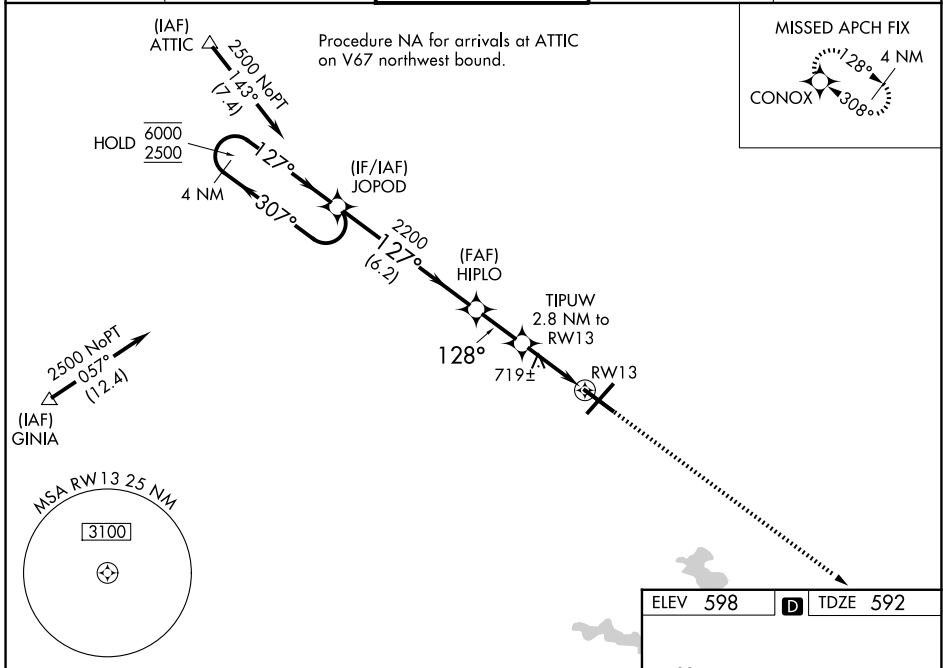 (IAF)
ATTIC
2500 NoPT
143°
(7.4)
Procedure NA for arrivals at ATTIC
on V67 northwest bound.
MISSED APCH FIX
128°
4 NM
CONOX
308°
HOLD
6000
2500
4 NM
127°
307°
(IF/IAF)
JOPOD
2200
127°
(6.2)
(FAF)
HIPLO
128°
TIPUW
2.8 NM to
RW13
719±
RW13
2500 NoPT
057°
(12.4)
(IAF)
GINIA
MSA RW13 25 NM
3100
ELEV 598 D TDZE 592